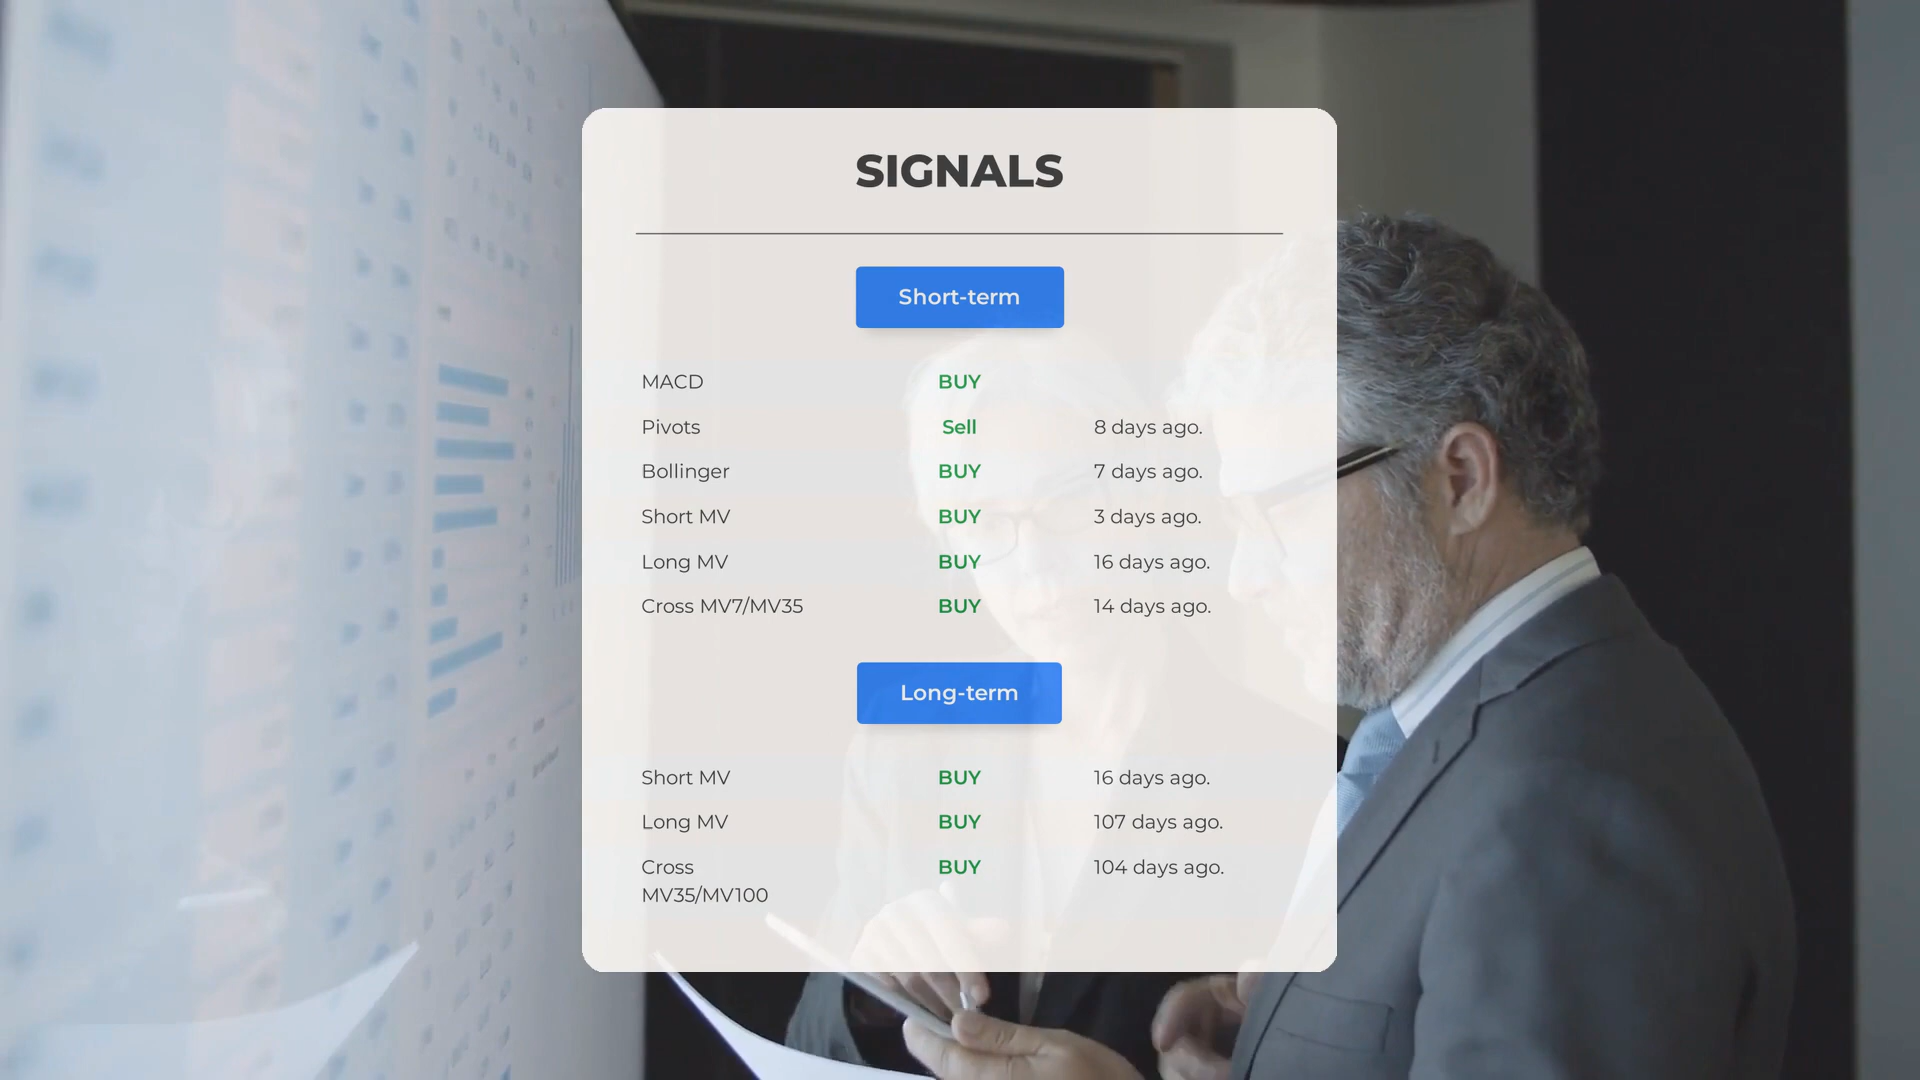 SIGNALS
Short-term
MACD BUY
Pivots Sell 8 days ago.
Bollinger BUY 7 days ago.
Short MV BUY 3 days ago.
Long MV BUY 16 days ago.
Cross MV7/MV35 BUY 14 days ago.
Long-term
Short MV BUY 16 days ago.
Long MV BUY 107 days ago.
Cross BUY 104 days ago.
MV35/MV100